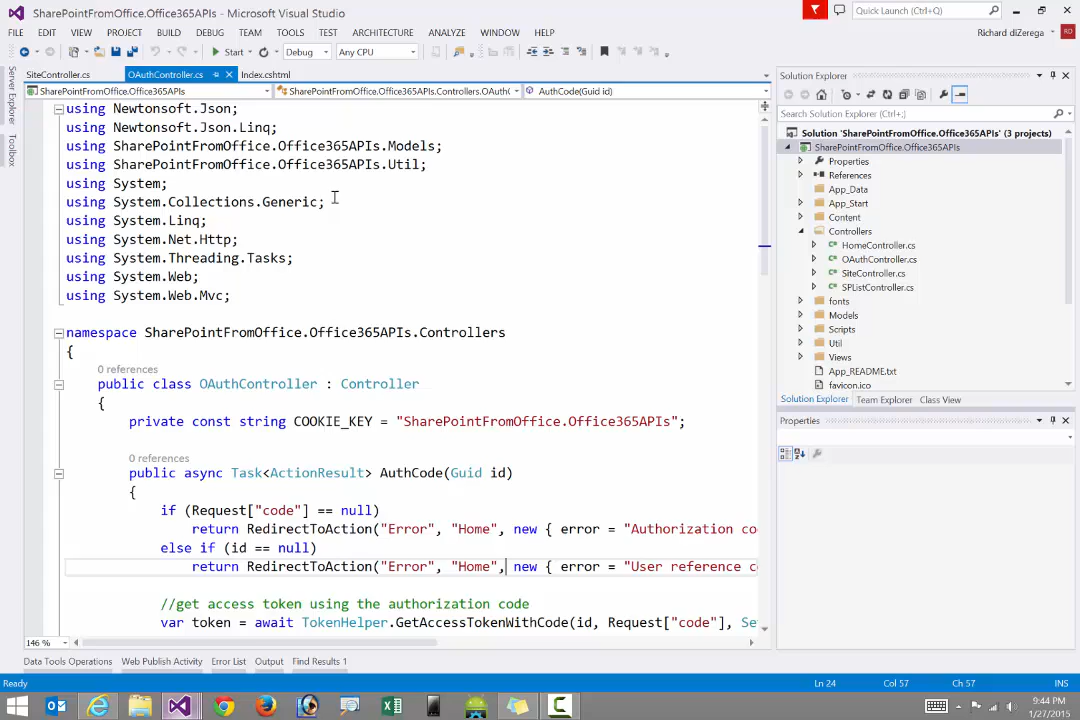 SharePointFromOffice.Office365APIs - Microsoft Visual Studio
Quick Launch (Ctrl+Q)
FILE EDIT VIEW PROJECT BUILD DEBUG TEAM TOOLS TEST ARCHITECTURE ANALYZE WINDOW HELP
Richard diZerega RD
Start Debug Any CPU
Server Explorer
Toolbox
SiteController.cs OAuthController.cs Index.cshtml
SharePointFromOffice.Office365APIs SharePointFromOffice.Office365APIs.Controllers.OAuthC AuthCode(Guid id)
using Newtonsoft.Json;
using Newtonsoft.Json.Linq;
using SharePointFromOffice.Office365APIs.Models;
using SharePointFromOffice.Office365APIs.Util;
using System;
using System.Collections.Generic;
using System.Linq;
using System.Net.Http;
using System.Threading.Tasks;
using System.Web;
using System.Web.Mvc;
namespace SharePointFromOffice.Office365APIs.Controllers
{
0 references
public class OAuthController : Controller
{
private const string COOKIE_KEY = "SharePointFromOffice.Office365APIs";
0 references
public async Task<ActionResult> AuthCode(Guid id)
{
if (Request["code"] == null)
return RedirectToAction("Error", "Home", new { error = "Authorization co
else if (id == null)
return RedirectToAction("Error", "Home", new { error = "User reference c
//get access token using the authorization code
var token = await TokenHelper.GetAccessTokenWithCode(id, Request["code"], Se
146 %
Solution Explorer
Search Solution Explorer (Ctrl+;)
Solution 'SharePointFromOffice.Office365APIs' (3 projects)
SharePointFromOffice.Office365APIs
Properties
References
App_Data
App_Start
Content
Controllers
HomeController.cs
OAuthController.cs
SiteController.cs
SPListController.cs
fonts
Models
Scripts
Util
Views
App_README.txt
favicon.ico
Solution Explorer Team Explorer Class View
Properties
Data Tools Operations Web Publish Activity Error List Output Find Results 1
Ready Ln 24 Col 57 Ch 57 INS
9:44 PM
1/27/2015